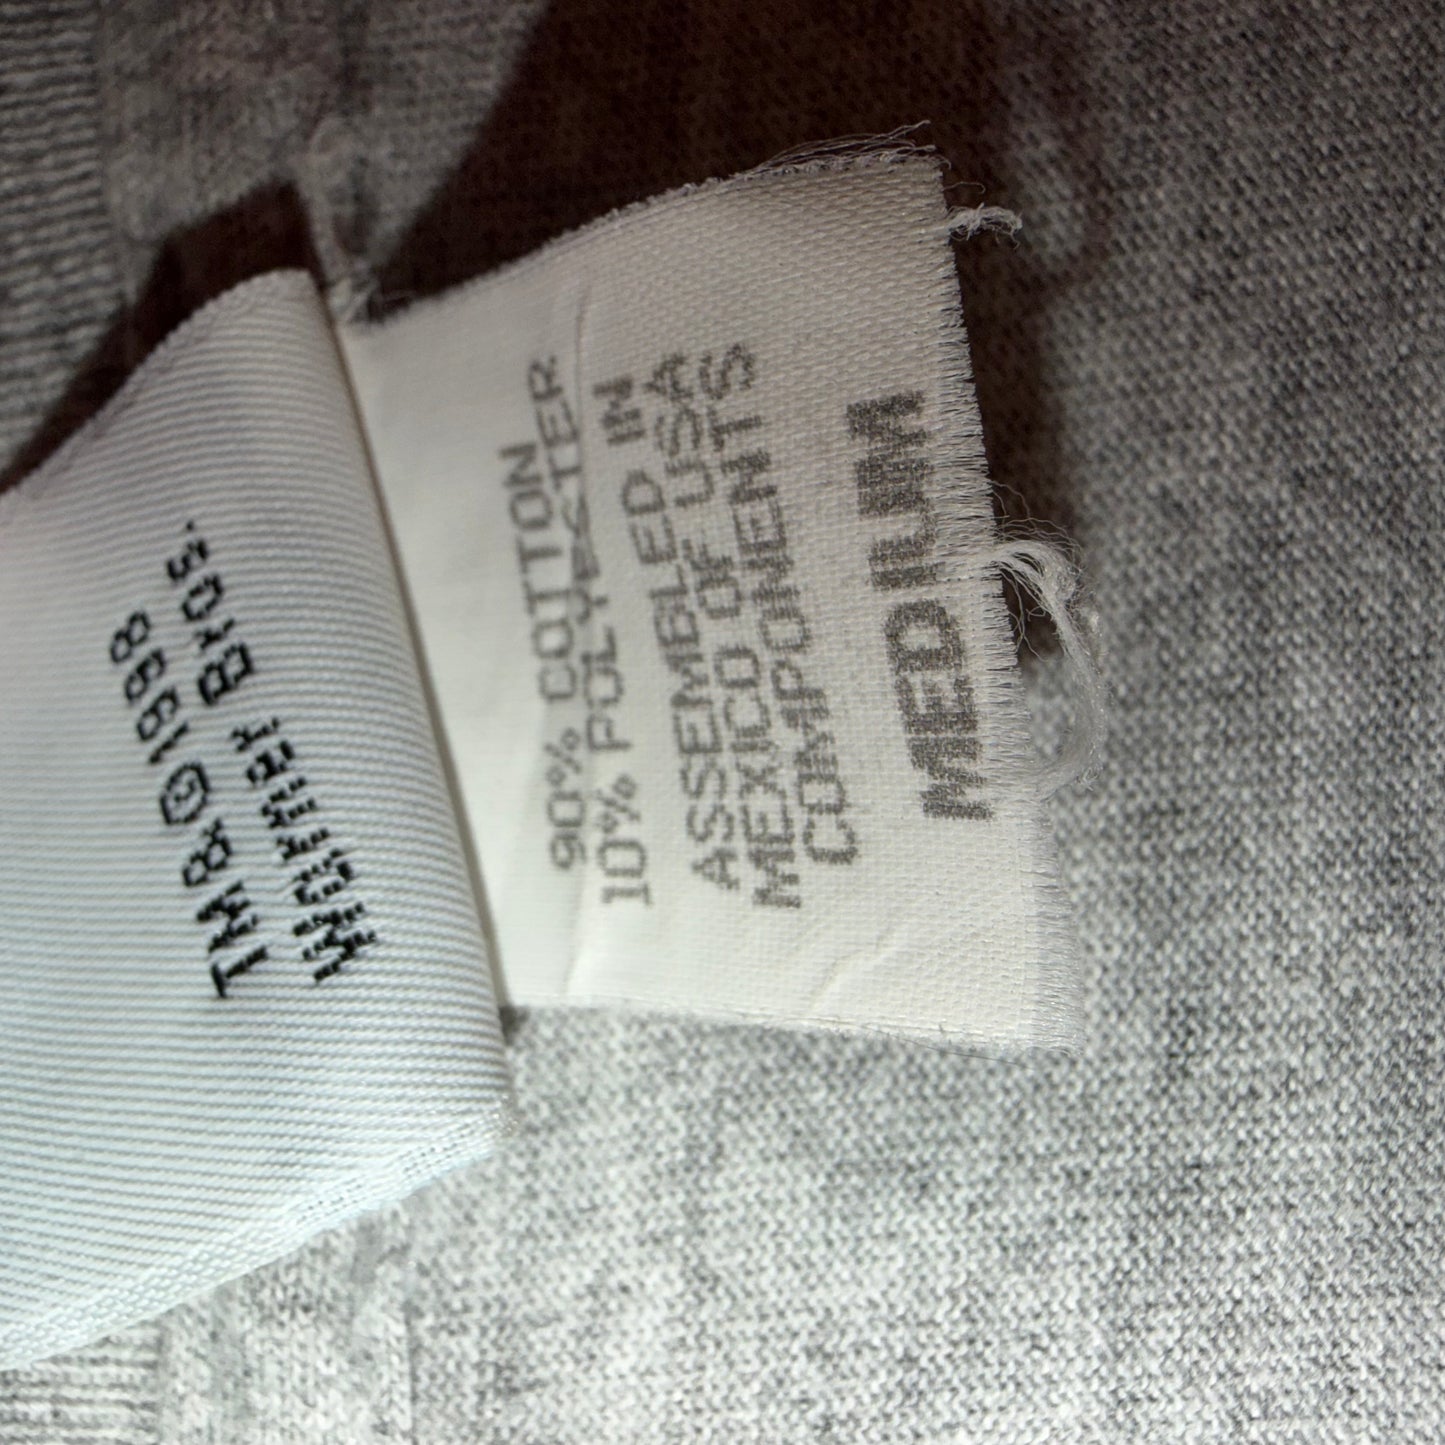 TM & © 1998
WARNER BROS.
90% COTTON
10% POLYESTER
ASSEMBLED IN
MEXICO OF USA
COMPONENTS
MEDIUM